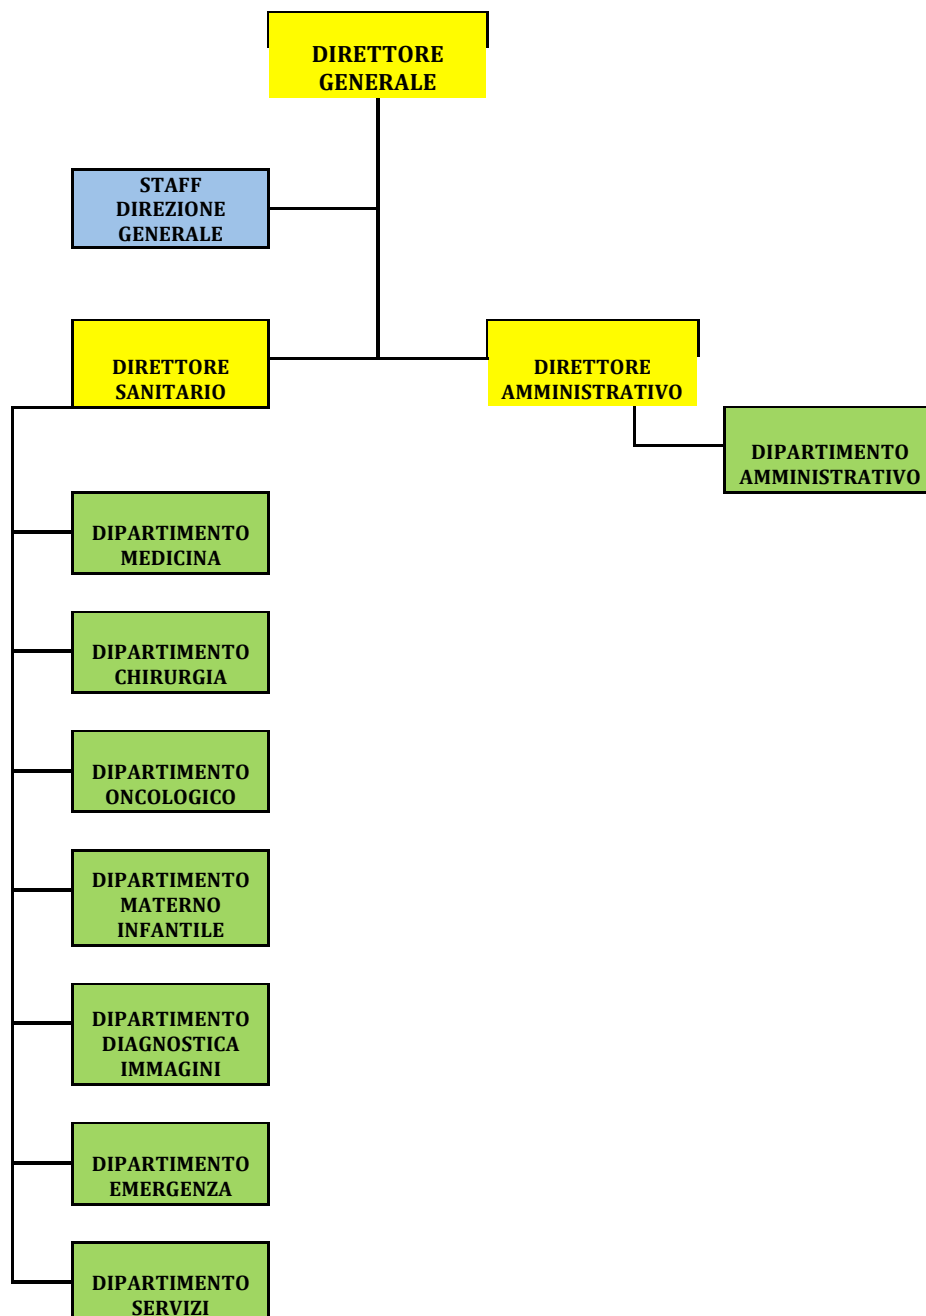 DIRETTORE
GENERALE
STAFF
DIREZIONE
GENERALE
DIRETTORE
SANITARIO
DIRETTORE
AMMINISTRATIVO
DIPARTIMENTO
AMMINISTRATIVO
DIPARTIMENTO
MEDICINA
DIPARTIMENTO
CHIRURGIA
DIPARTIMENTO
ONCOLOGICO
DIPARTIMENTO
MATERNO
INFANTILE
DIPARTIMENTO
DIAGNOSTICA
IMMAGINI
DIPARTIMENTO
EMERGENZA
DIPARTIMENTO
SERVIZI